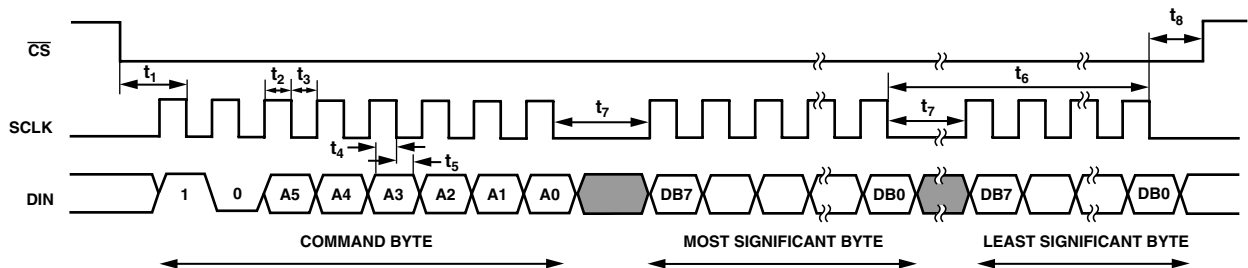 t8
CS
t1
t2
t3
t6
SCLK
t7
t7
t4
t5
DIN
1
0
A5
A4
A3
A2
A1
A0
DB7
DB0
DB7
DB0
COMMAND BYTE
MOST SIGNIFICANT BYTE
LEAST SIGNIFICANT BYTE